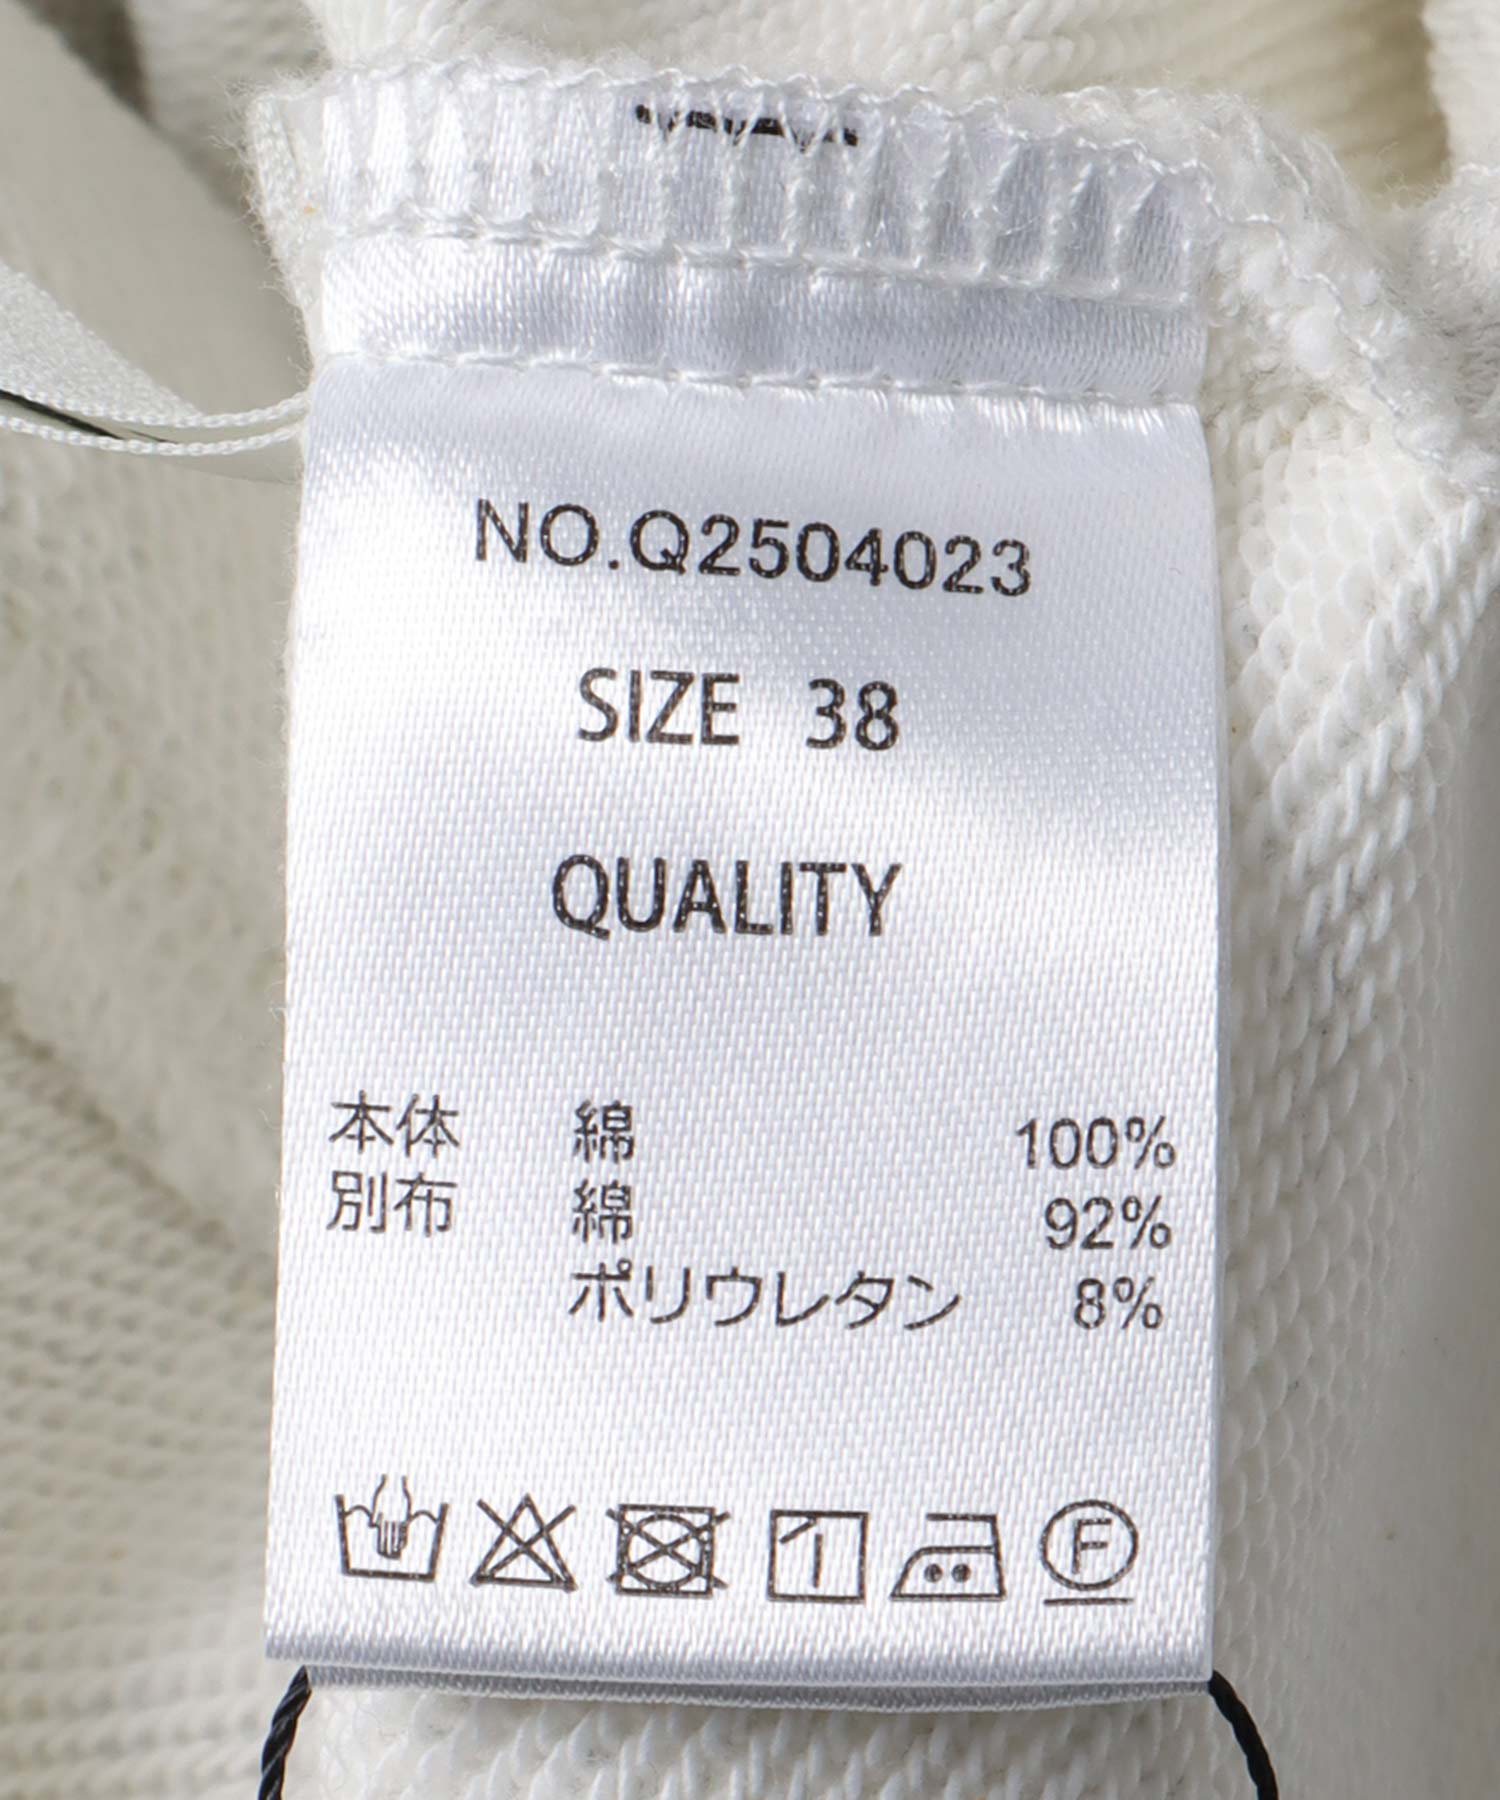 NO.Q2504023
SIZE 38
QUALITY
本体 綿 100%
別布 綿 92%
ポリウレタン 8%
F